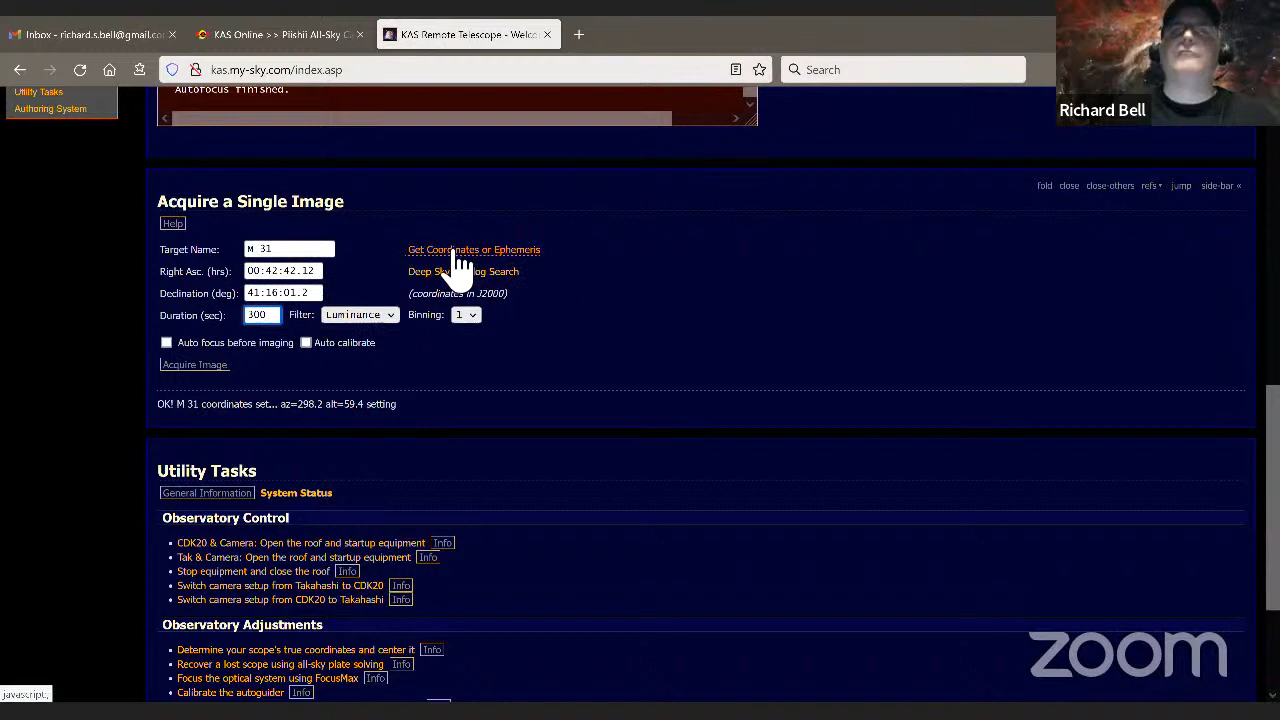 Inbox - richard.s.bell@gmail.com
KAS Online >> Piishii All-Sky C
KAS Remote Telescope - Welco
kas.my-sky.com/index.asp
Search
Richard Bell
Utility Tasks
Authoring System
Autofocus finished.
fold close close-others refs jump side-bar «
Acquire a Single Image
Help
Target Name: M 31 Get Coordinates or Ephemeris
Right Asc. (hrs): 00:42:42.12 Deep Sky log Search
Declination (deg): 41:16:01.2 (coordinates in J2000)
Duration (sec): 300 Filter: Luminance Binning: 1
Auto focus before imaging Auto calibrate
Acquire Image
OK! M 31 coordinates set... az=298.2 alt=59.4 setting
Utility Tasks
General Information System Status
Observatory Control
• CDK20 & Camera: Open the roof and startup equipment Info
• Tak & Camera: Open the roof and startup equipment Info
• Stop equipment and close the roof Info
• Switch camera setup from Takahashi to CDK20 Info
• Switch camera setup from CDK20 to Takahashi Info
Observatory Adjustments
• Determine your scope's true coordinates and center it Info
• Recover a lost scope using all-sky plate solving Info
• Focus the optical system using FocusMax Info
• Calibrate the autoguider Info
javascript:;
zoom